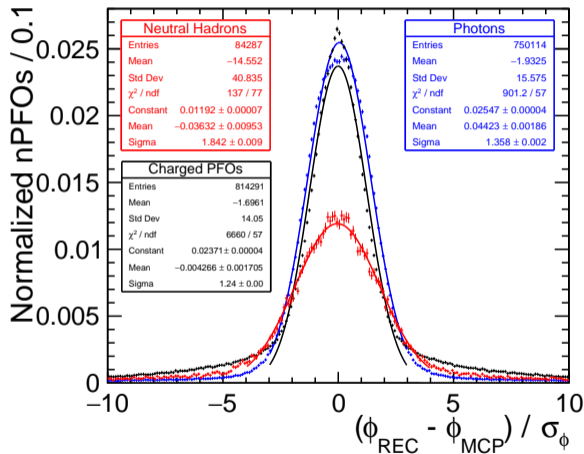 Normalized nPFOs / 0.1
Neutral Hadrons
Entries 84287
Mean −14.552
Std Dev 40.835
χ² / ndf 137 / 77
Constant 0.01192 ± 0.00007
Mean −0.03632 ± 0.00953
Sigma 1.842 ± 0.009
Photons
Entries 750114
Mean −1.9325
Std Dev 15.575
χ² / ndf 901.2 / 57
Constant 0.02547 ± 0.00004
Mean 0.04423 ± 0.00186
Sigma 1.358 ± 0.002
Charged PFOs
Entries 814291
Mean −1.6961
Std Dev 14.05
χ² / ndf 6660 / 57
Constant 0.02371 ± 0.00004
Mean −0.004266 ± 0.001705
Sigma 1.24 ± 0.00
0.025
0.02
0.015
0.01
0.005
0
−10 −5 0 5 10
(ϕREC - ϕMCP) / σϕ